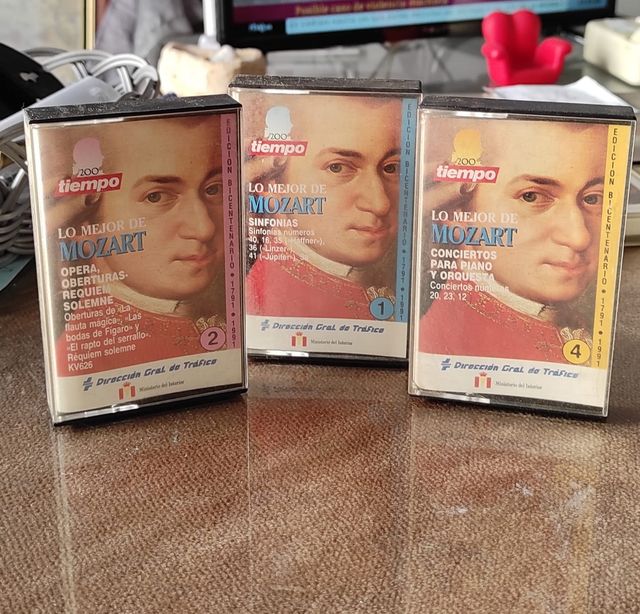 Posible caso de violencia machista
200
tiempo
LO MEJOR DE
MOZART
OPERA,
OBERTURAS-
REQUIEM
SOLEMNE
Oberturas de «La
flauta mágica», «Las
bodas de Fígaro» y
«El rapto del serrallo».
Réquiem solemne
KV626
2
EDICION BICENTENARIO • 1791 • 1991
Dirección Gral. de Tráfico
Ministerio del Interior
200
tiempo
LO MEJOR DE
MOZART
SINFONIAS
Sinfonías números
40, 16, 35 («Haffner»),
36 («Linzer»),
41 («Júpiter»),
1
EDICION BICENTENARIO • 1791 • 1991
Dirección Gral. de Tráfico
Ministerio del Interior
200
tiempo
LO MEJOR DE
MOZART
CONCIERTOS
PARA PIANO
Y ORQUESTA
Conciertos números
20, 23, 12
4
EDICION BICENTENARIO • 1791 • 1991
Dirección Gral. de Tráfico
Ministerio del Interior